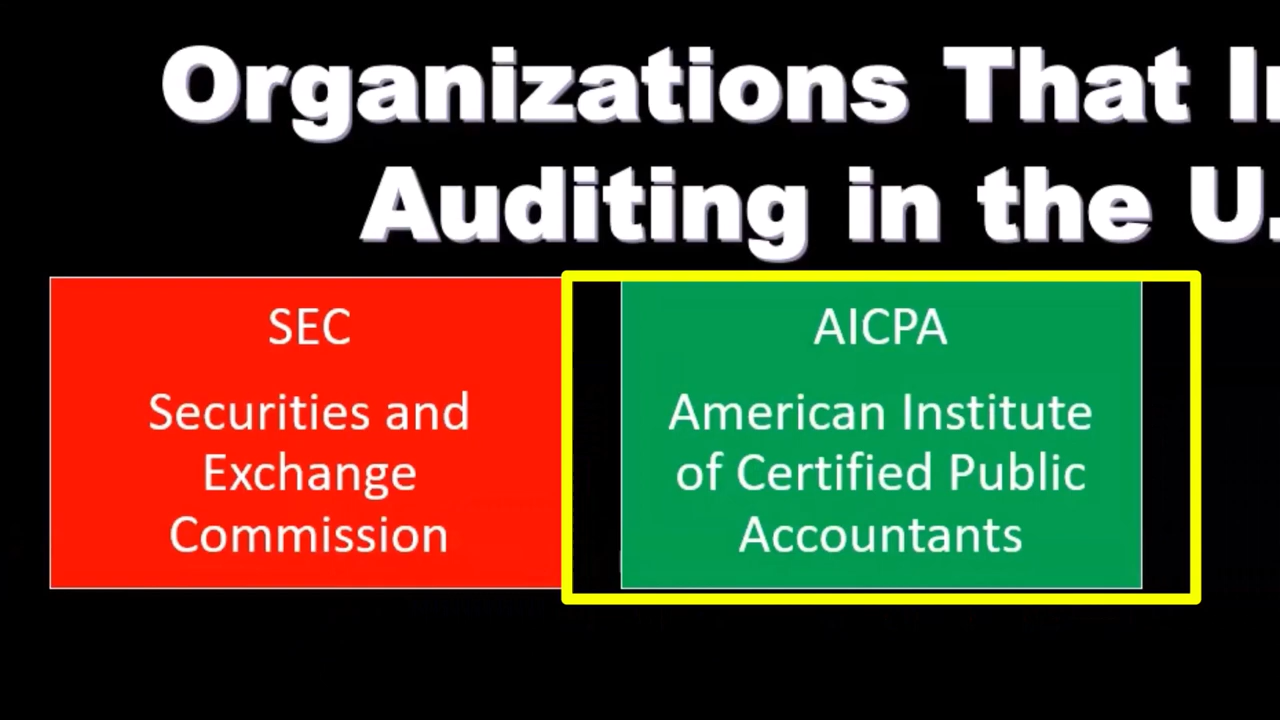 Organizations That
Auditing in the U.
SEC
Securities and
Exchange
Commission
AICPA
American Institute
of Certified Public
Accountants